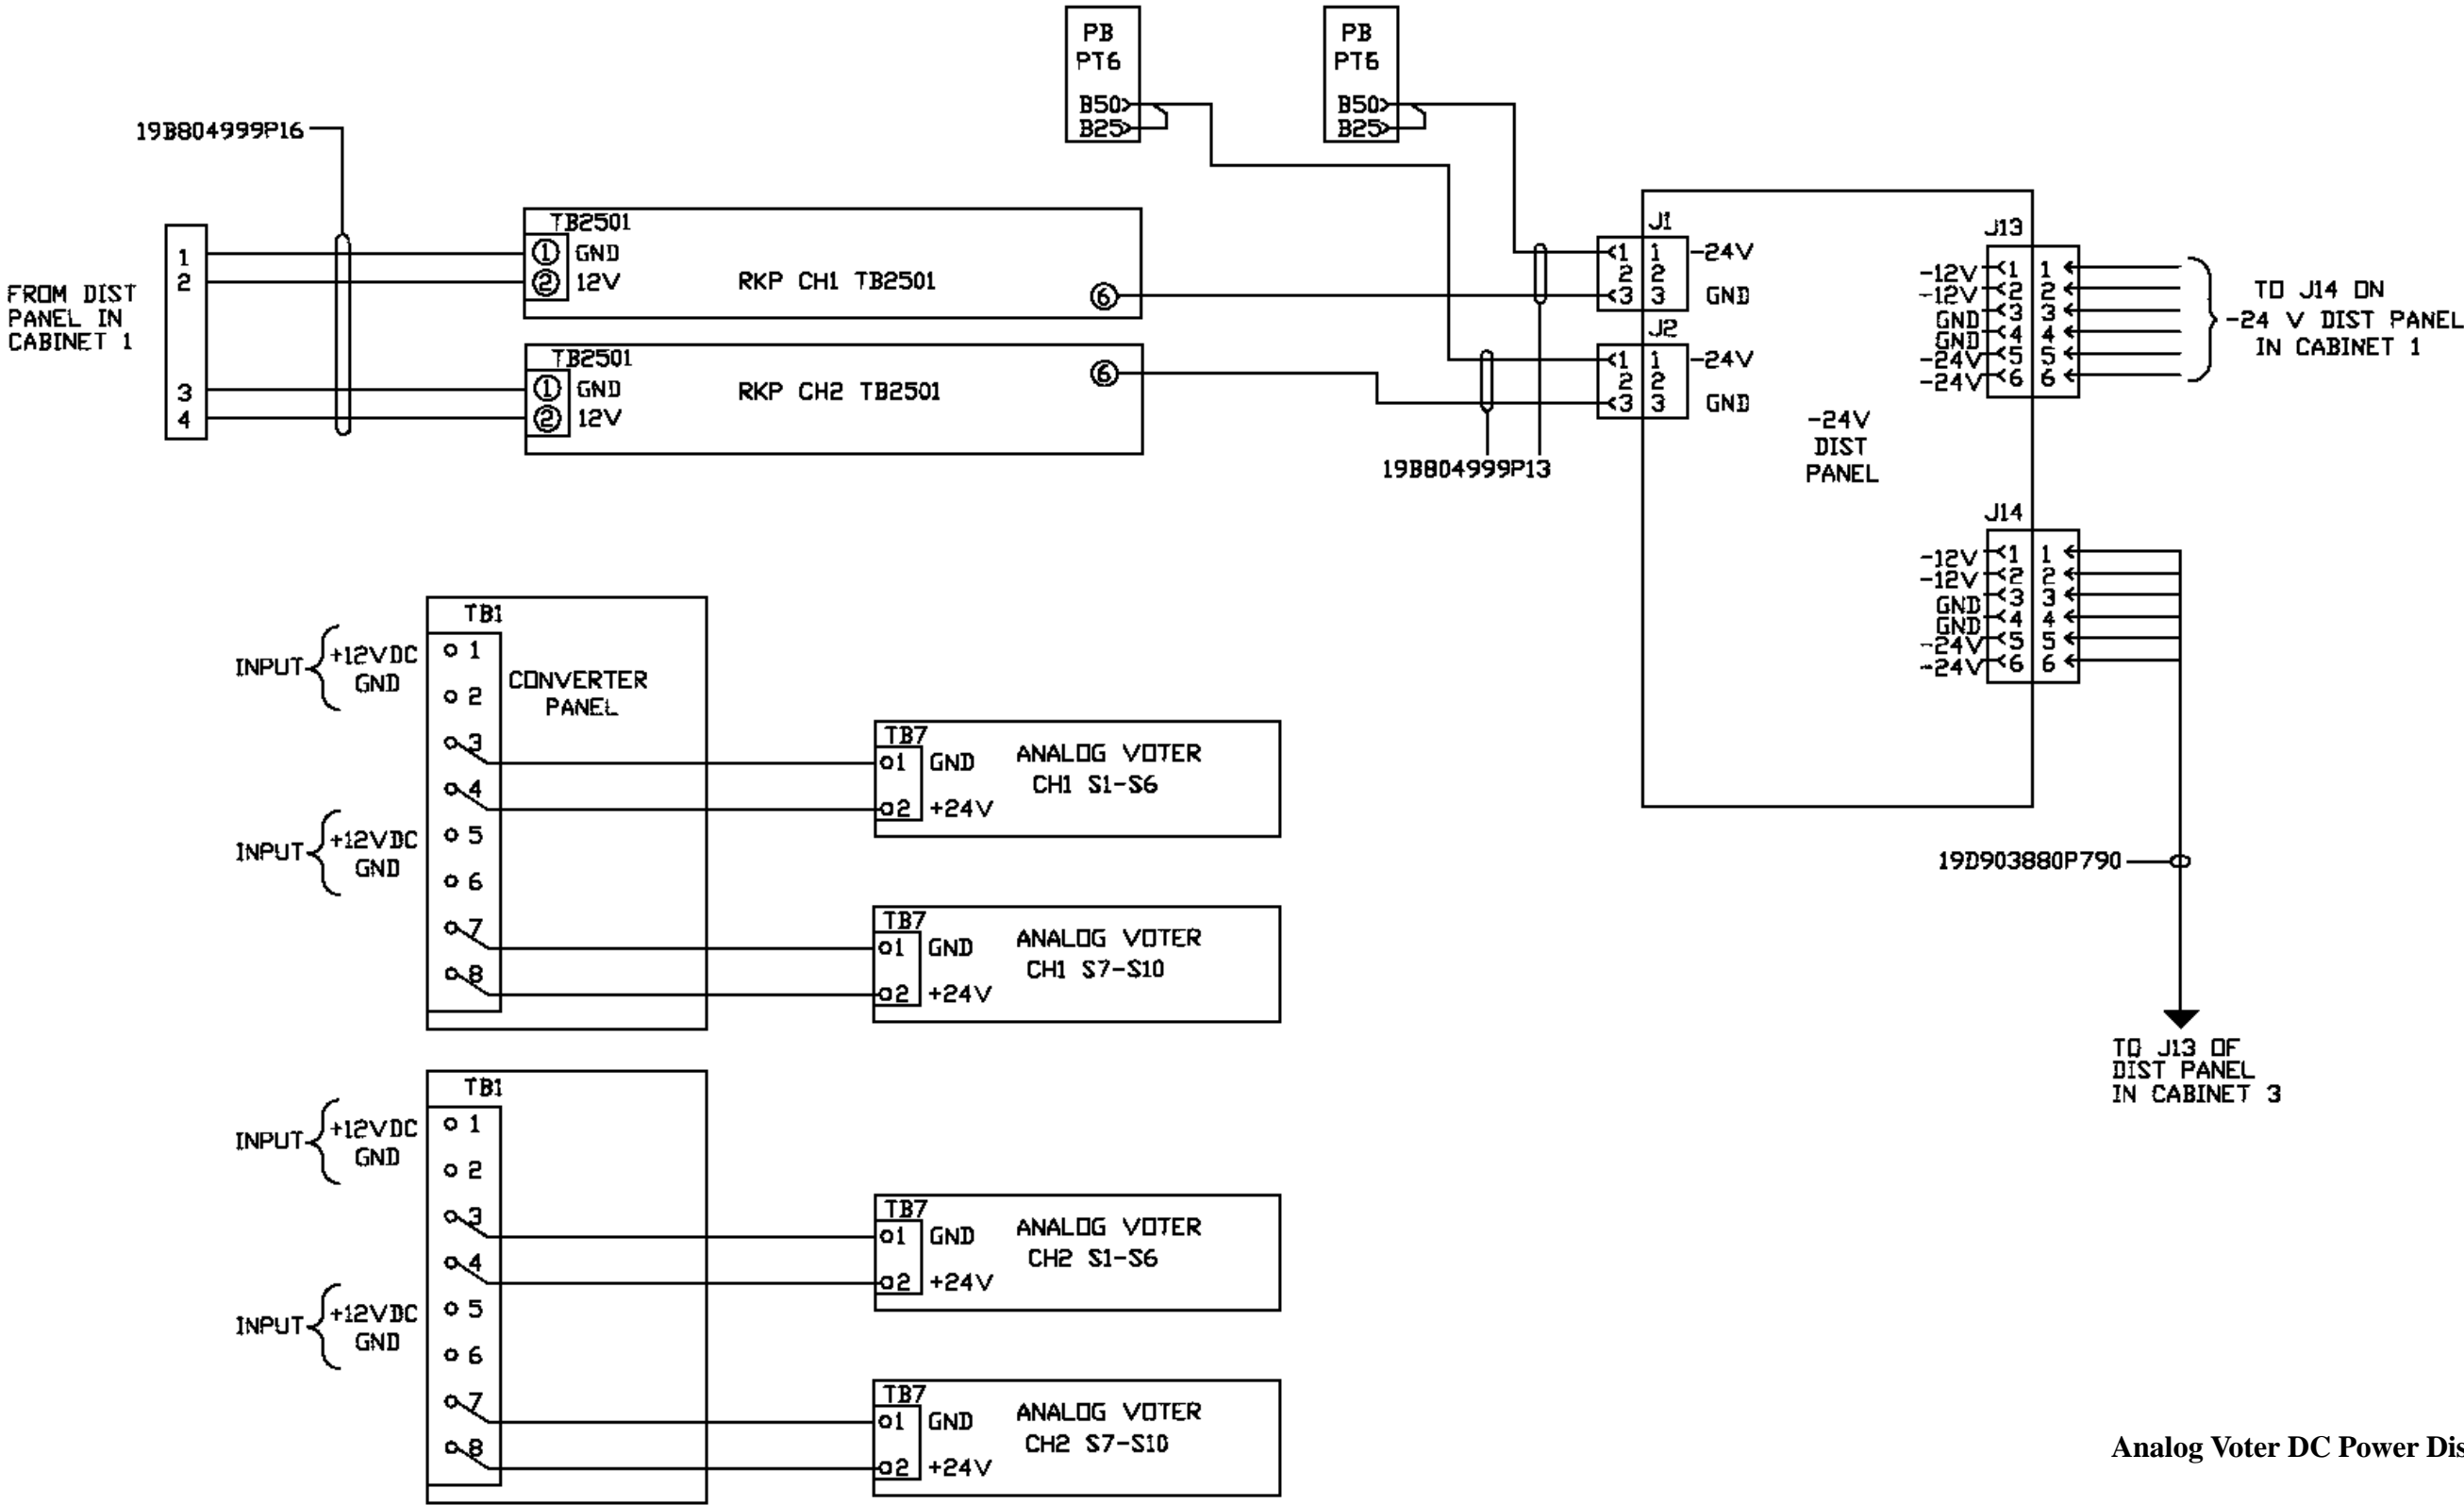 PB
PT6
B50
B25
PB
PT6
B50
B25
19B804999P16
FROM DIST
PANEL IN
CABINET 1
1
2
3
4
TB2501
1 GND
2 12V
RKP CH1 TB2501
6
TB2501
1 GND
2 12V
RKP CH2 TB2501
6
19B804999P13
J1
1 1 -24V
2 2
3 3 GND
J2
1 1 -24V
2 2
3 3 GND
-24V
DIST
PANEL
J13
-12V 1 1
-12V 2 2
GND 3 3
GND 4 4
-24V 5 5
-24V 6 6
TO J14 ON
-24 V DIST PANEL
IN CABINET 1
J14
-12V 1 1
-12V 2 2
GND 3 3
GND 4 4
-24V 5 5
-24V 6 6
19D903880P790
TO J13 OF
DIST PANEL
IN CABINET 3
TB1
CONVERTER
PANEL
INPUT
+12VDC
GND
INPUT
+12VDC
GND
1
2
3
4
5
6
7
8
TB7
1 GND
2 +24V
ANALOG VOTER
CH1 S1-S6
TB7
1 GND
2 +24V
ANALOG VOTER
CH1 S7-S10
TB1
INPUT
+12VDC
GND
INPUT
+12VDC
GND
1
2
3
4
5
6
7
8
TB7
1 GND
2 +24V
ANALOG VOTER
CH2 S1-S6
TB7
1 GND
2 +24V
ANALOG VOTER
CH2 S7-S10
Analog Voter DC Power Dis